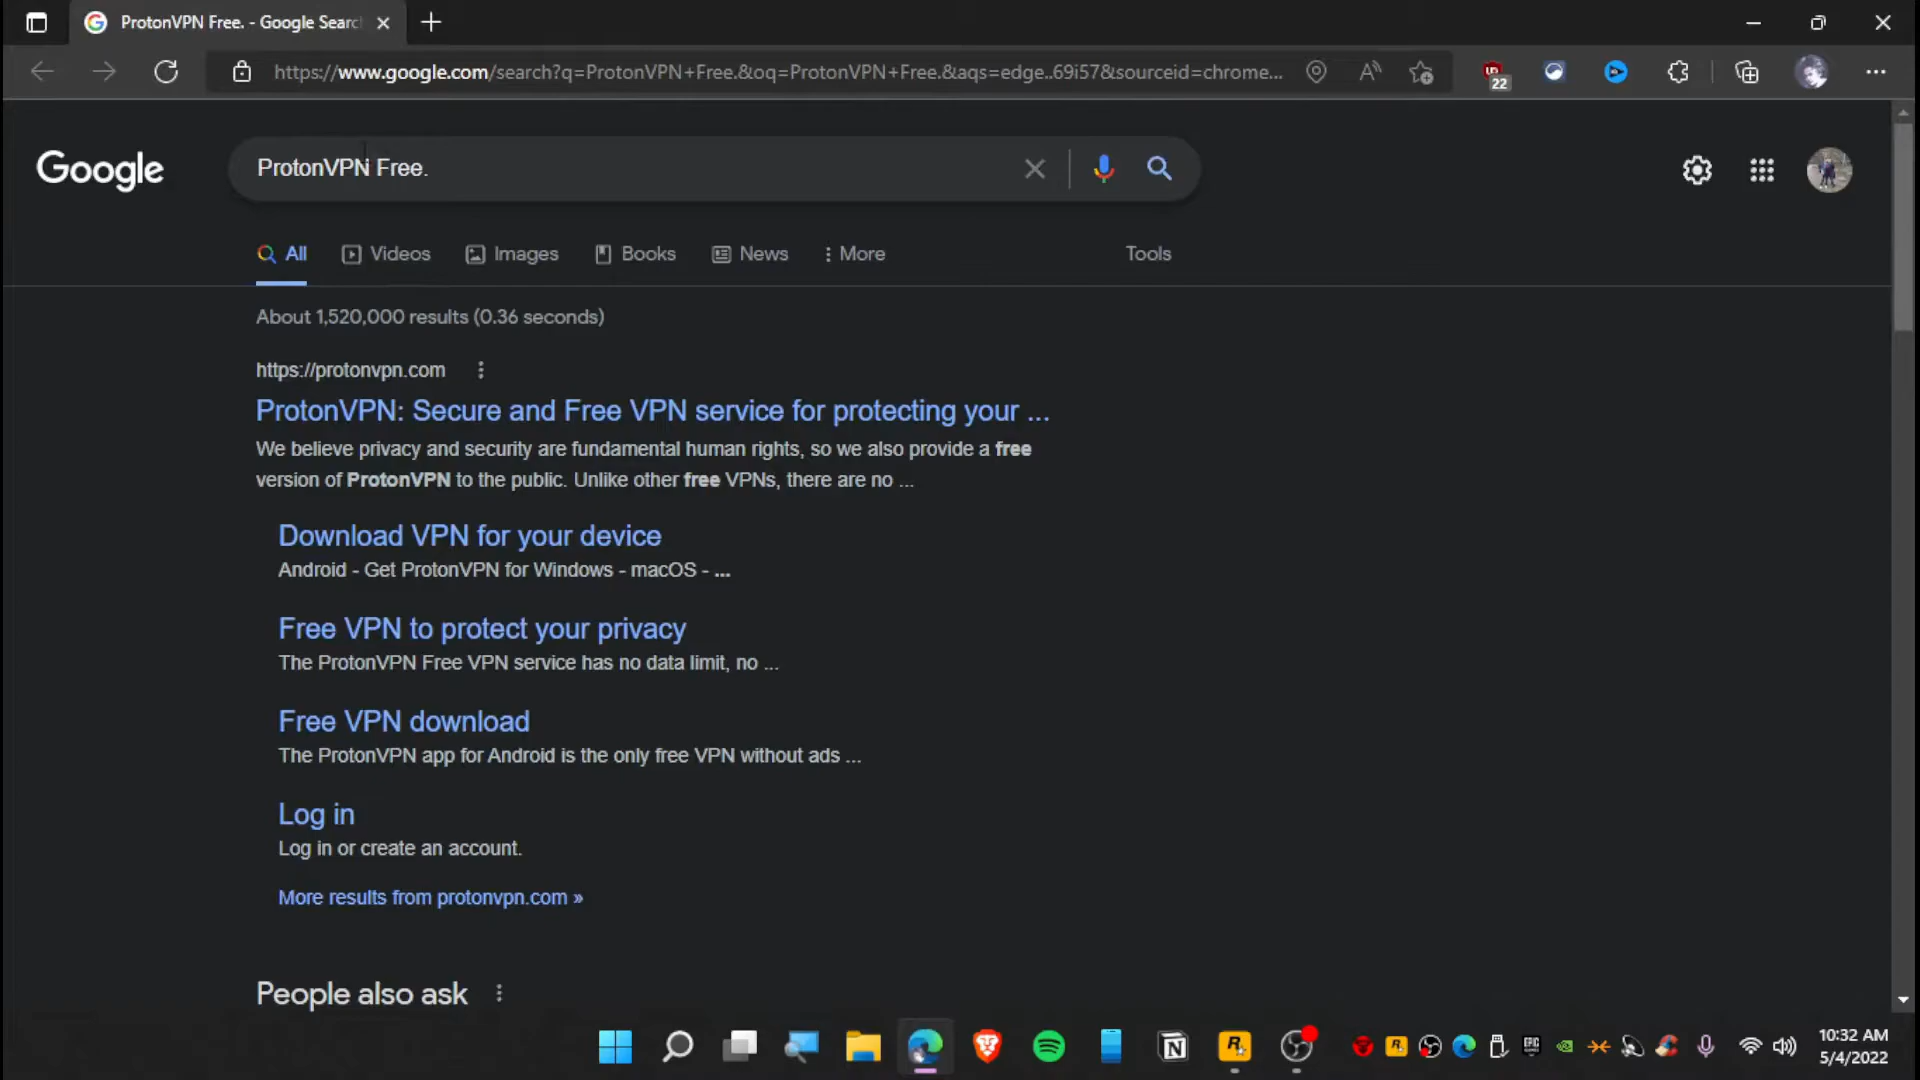 ProtonVPN Free. - Google Searc
https://www.google.com/search?q=ProtonVPN+Free.&oq=ProtonVPN+Free.&aqs=edge..69i57&sourceid=chrome...
22
Google
ProtonVPN Free.
All
Videos
Images
Books
News
More
Tools
About 1,520,000 results (0.36 seconds)
https://protonvpn.com
ProtonVPN: Secure and Free VPN service for protecting your ...
We believe privacy and security are fundamental human rights, so we also provide a free
version of ProtonVPN to the public. Unlike other free VPNs, there are no ...
Download VPN for your device
Android - Get ProtonVPN for Windows - macOS - ...
Free VPN to protect your privacy
The ProtonVPN Free VPN service has no data limit, no ...
Free VPN download
The ProtonVPN app for Android is the only free VPN without ads ...
Log in
Log in or create an account.
More results from protonvpn.com »
People also ask
10:32 AM
5/4/2022